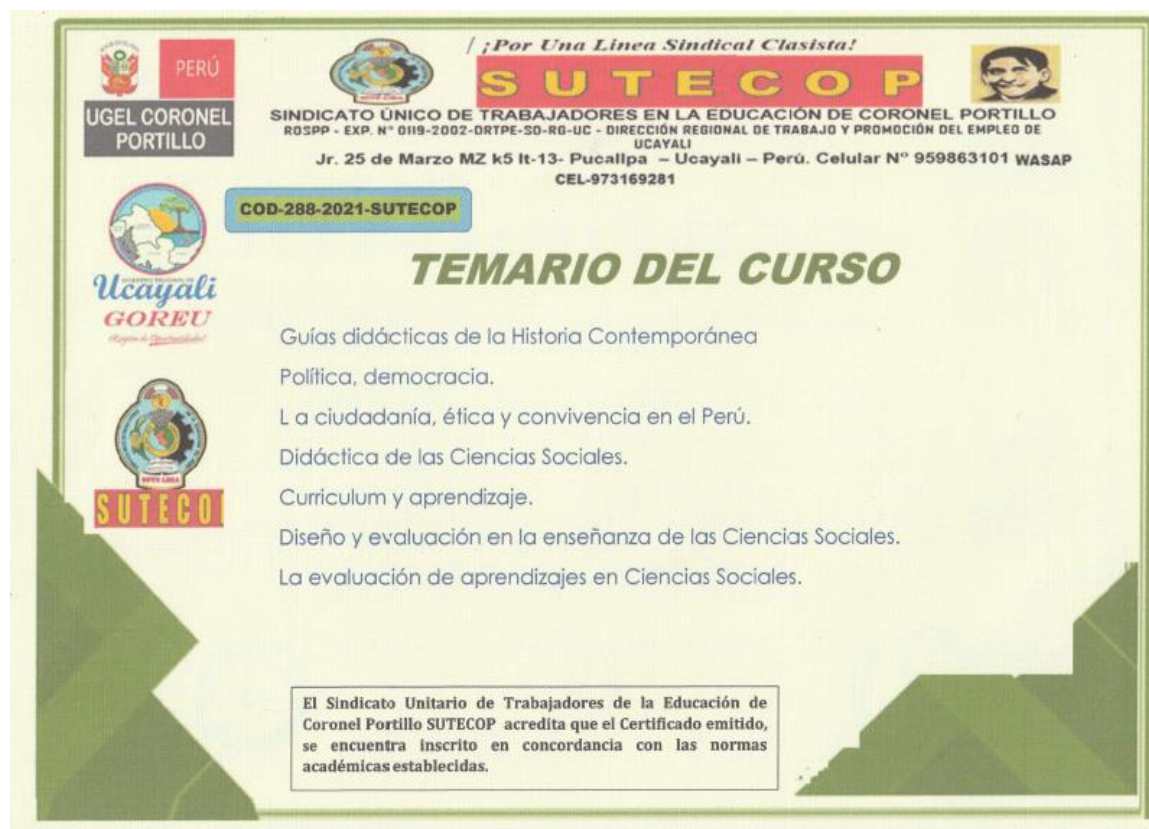 PERÚ
UGEL CORONEL
PORTILLO
/ ¡Por Una Linea Sindical Clasista!
SUTECOP
SINDICATO ÚNICO DE TRABAJADORES EN LA EDUCACIÓN DE CORONEL PORTILLO
ROSPP - EXP. N° 0119-2002-DRTPE-SD-RG-UC - DIRECCIÓN REGIONAL DE TRABAJO Y PROMOCIÓN DEL EMPLEO DE
UCAYALI
Jr. 25 de Marzo MZ k5 lt-13- Pucallpa – Ucayali – Perú. Celular N° 959863101 WASAP
CEL-973169281
COD-288-2021-SUTECOP
Ucayali
GOREU
TEMARIO DEL CURSO
Guías didácticas de la Historia Contemporánea
Política, democracia.
L a ciudadanía, ética y convivencia en el Perú.
Didáctica de las Ciencias Sociales.
Curriculum y aprendizaje.
Diseño y evaluación en la enseñanza de las Ciencias Sociales.
La evaluación de aprendizajes en Ciencias Sociales.
SUTECO
El Sindicato Unitario de Trabajadores de la Educación de
Coronel Portillo SUTECOP acredita que el Certificado emitido,
se encuentra inscrito en concordancia con las normas
académicas establecidas.